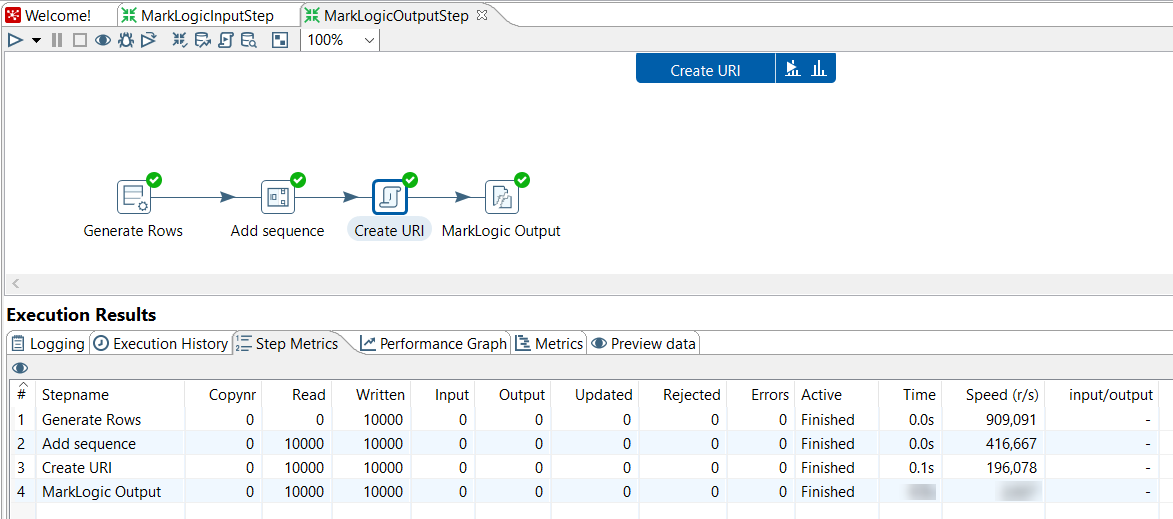 Welcome! MarkLogicInputStep MarkLogicOutputStep
100%
Create URI
Generate Rows Add sequence Create URI MarkLogic Output
Execution Results
Logging Execution History Step Metrics Performance Graph Metrics Preview data
# Stepname Copynr Read Written Input Output Updated Rejected Errors Active Time Speed (r/s) input/output
1 Generate Rows 0 0 10000 0 0 0 0 0 Finished 0.0s 909,091 -
2 Add sequence 0 10000 10000 0 0 0 0 0 Finished 0.0s 416,667 -
3 Create URI 0 10000 10000 0 0 0 0 0 Finished 0.1s 196,078 -
4 MarkLogic Output 0 10000 10000 0 0 0 0 0 Finished -